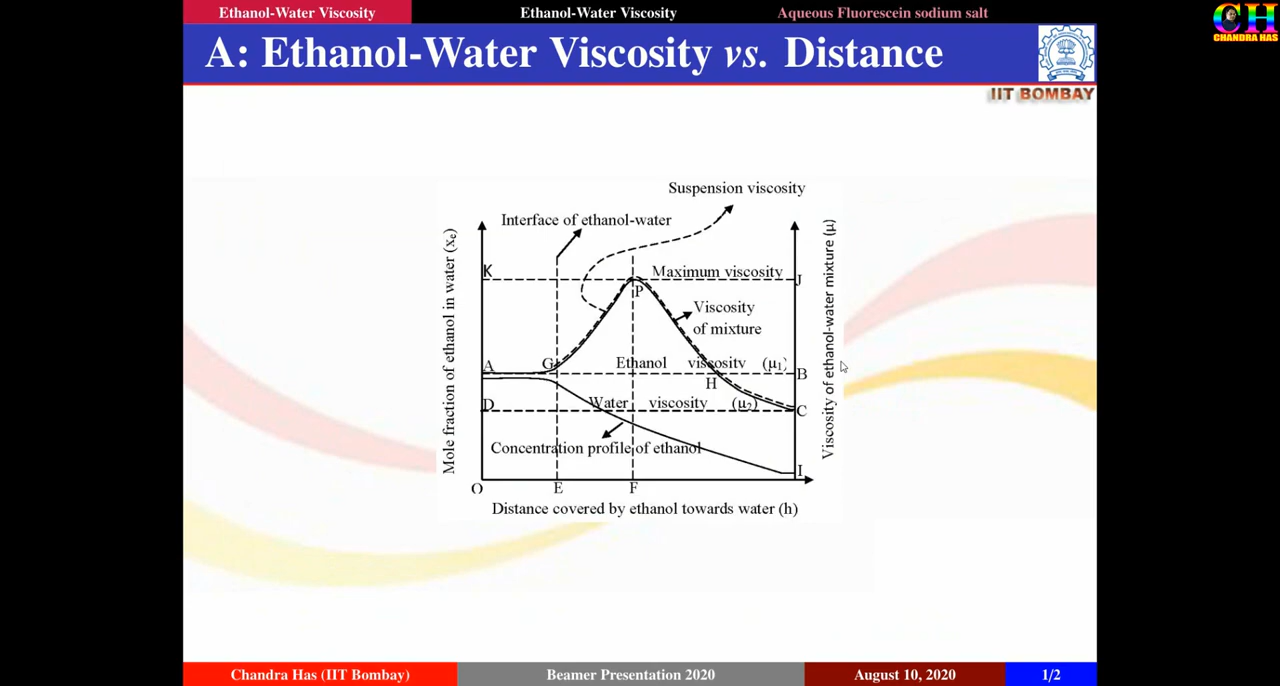 Ethanol-Water Viscosity
Ethanol-Water Viscosity
Aqueous Fluorescein sodium salt
CH
CHANDRA HAS
A: Ethanol-Water Viscosity vs. Distance
IIT BOMBAY
Suspension viscosity
Interface of ethanol-water
K
Maximum viscosity
J
P
Viscosity
of mixture
A
G
Ethanol viscosity (μ₁)
B
H
D
Water viscosity (μ₂)
C
Concentration profile of ethanol
I
O
E
F
Distance covered by ethanol towards water (h)
Mole fraction of ethanol in water (xₑ)
Viscosity of ethanol-water mixture (μ)
Chandra Has (IIT Bombay)
Beamer Presentation 2020
August 10, 2020
1/2